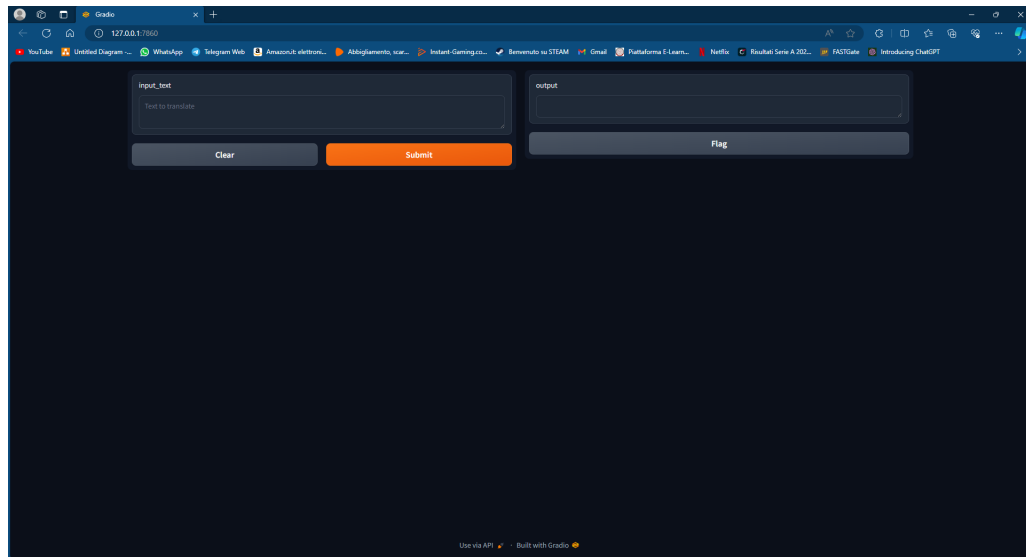 Gradio
127.0.0.1:7860
YouTube Untitled Diagram -... WhatsApp Telegram Web Amazon.it: elettroni... Abbigliamento, scar... Instant-Gaming.co... Benvenuto su STEAM Gmail Piattaforma E-Learn... Netflix Risultati Serie A 202... FASTGate Introducing ChatGPT
input_text
output
Text to translate
Clear
Submit
Flag
Use via API · Built with Gradio